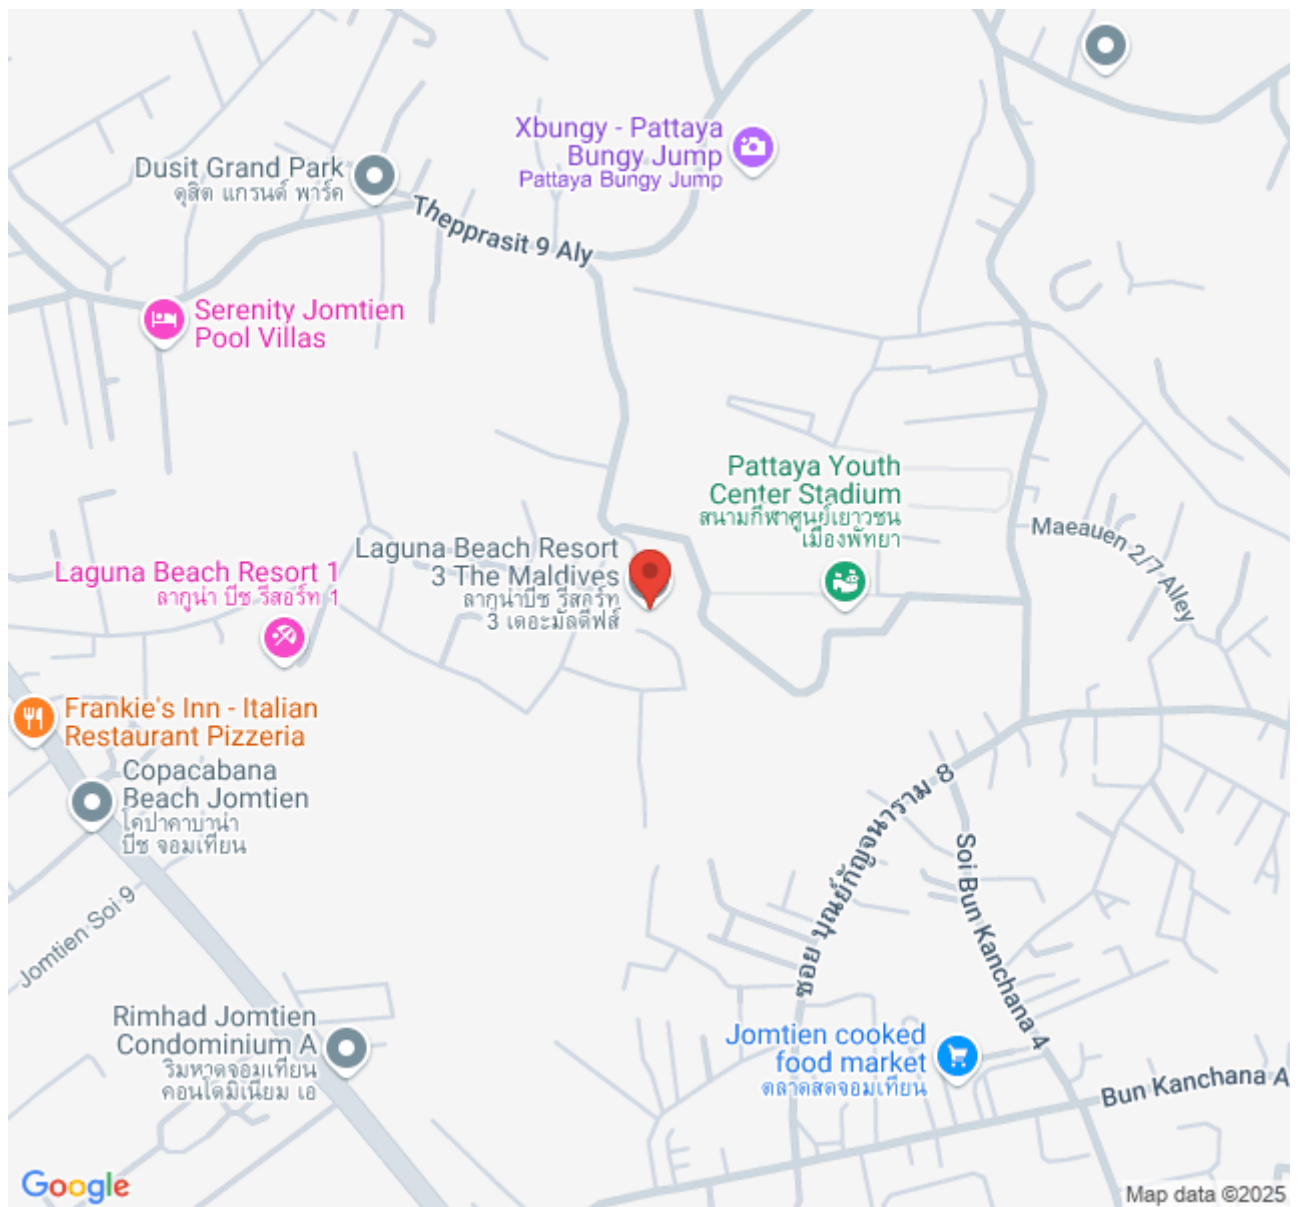 Xbungy - Pattaya
Bungy Jump
Pattaya Bungy Jump
Dusit Grand Park
ดุสิต แกรนด์ พาร์ค
Thepprasit 9 Aly
Serenity Jomtien
Pool Villas
Pattaya Youth
Center Stadium
สนามกีฬาศูนย์เยาวชน
เมืองพัทยา
Maeauen 2/7 Alley
Laguna Beach Resort
3 The Maldives
ลากูน่าบีช รีสอร์ท
3 เดอะมัลดีฟส์
Laguna Beach Resort 1
ลากูน่า บีช รีสอร์ท 1
Frankie's Inn - Italian
Restaurant Pizzeria
Copacabana
Beach Jomtien
โคปาคาบาน่า
บีช จอมเทียน
ซอย บุณย์กัญจนาราม 8
Soi Bun Kanchana 4
Jomtien Soi 9
Rimhad Jomtien
Condominium A
ริมหาดจอมเทียน
คอนโดมิเนียม เอ
Jomtien cooked
food market
ตลาดสดจอมเทียน
Bun Kanchana A
Google
Map data ©2025